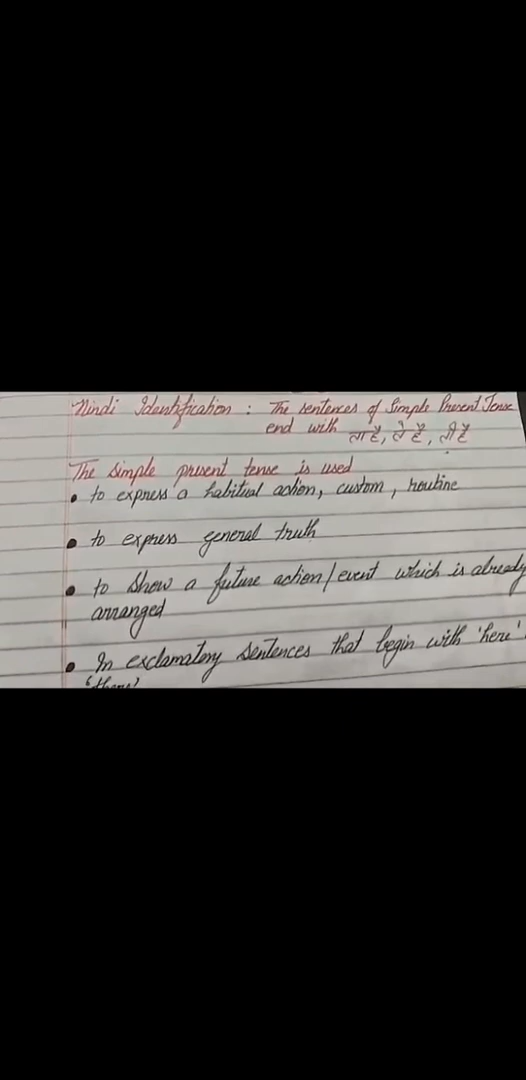 Hindi Identification : The sentences of Simple Present Tense
end with ता है, ते है, ती है
The simple present tense is used
• to express a habitual action, custom, routine
• to express general truth
• to show a future action/event which is already
arranged
• In exclamatory sentences that begin with 'here'
'there'